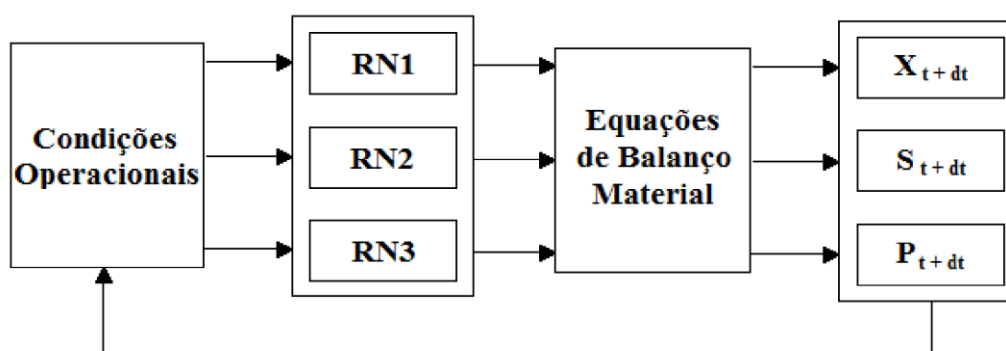 Condições
Operacionais
RN1
RN2
RN3
Equações
de Balanço
Material
X t + dt
S t + dt
P t + dt